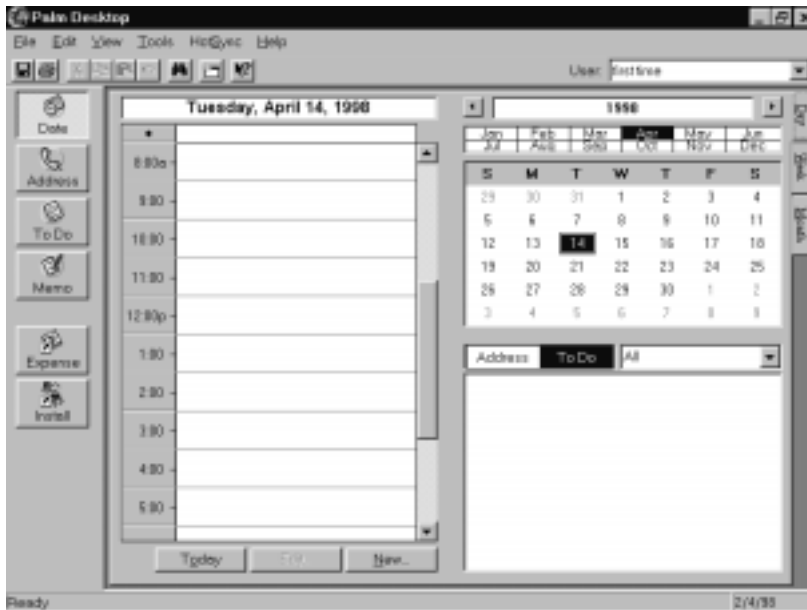 Palm Desktop
File Edit View Tools HotSync Help
User: first time
Date
Address
To Do
Memo
Expense
Install
Tuesday, April 14, 1998
8:00a
9:00
10:00
11:00
12:00p
1:00
2:00
3:00
4:00
5:00
Today Edit... New...
1998
Jan Feb Mar Apr May Jun
Jul Aug Sep Oct Nov Dec
S M T W T F S
29 30 31 1 2 3 4
5 6 7 8 9 10 11
12 13 14 15 16 17 18
19 20 21 22 23 24 25
26 27 28 29 30 1 2
3 4 5 6 7 8 9
Address To Do All
Day
Week
Month
Ready 2/4/98